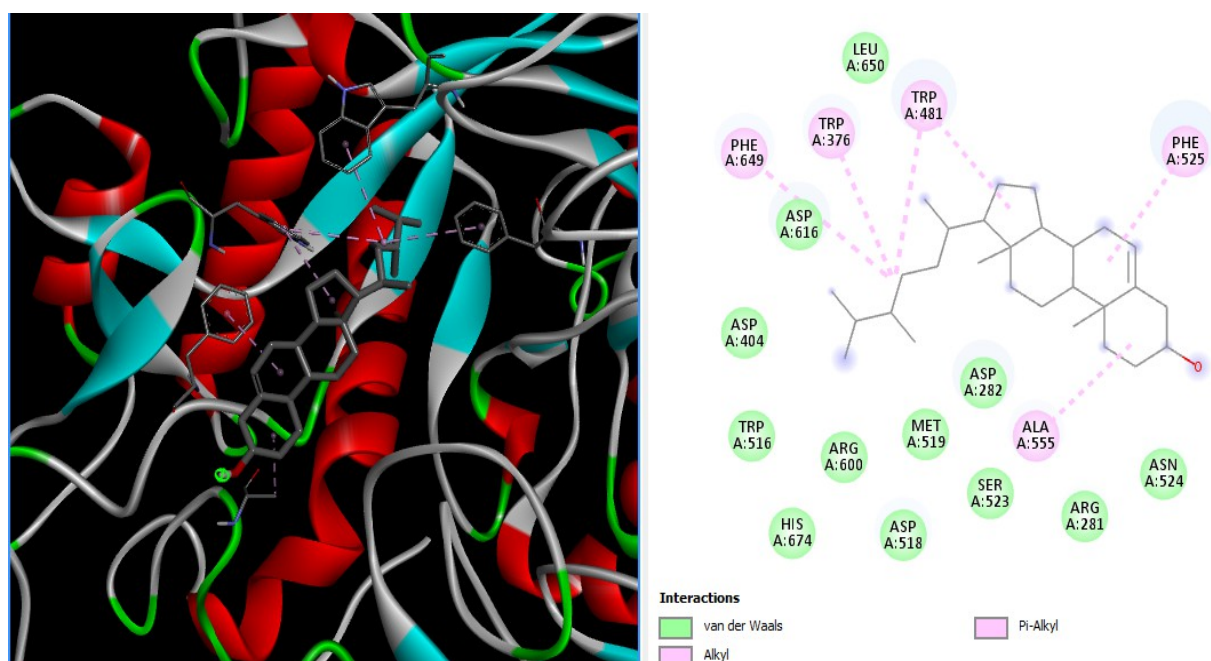 LEU
A:650
TRP
A:481
TRP
A:376
PHE
A:649
PHE
A:525
ASP
A:616
ASP
A:404
ASP
A:282
TRP
A:516
MET
A:519
ALA
A:555
ARG
A:600
ASN
A:524
SER
A:523
ARG
A:281
HIS
A:674
ASP
A:518
O
Interactions
van der Waals
Pi-Alkyl
Alkyl